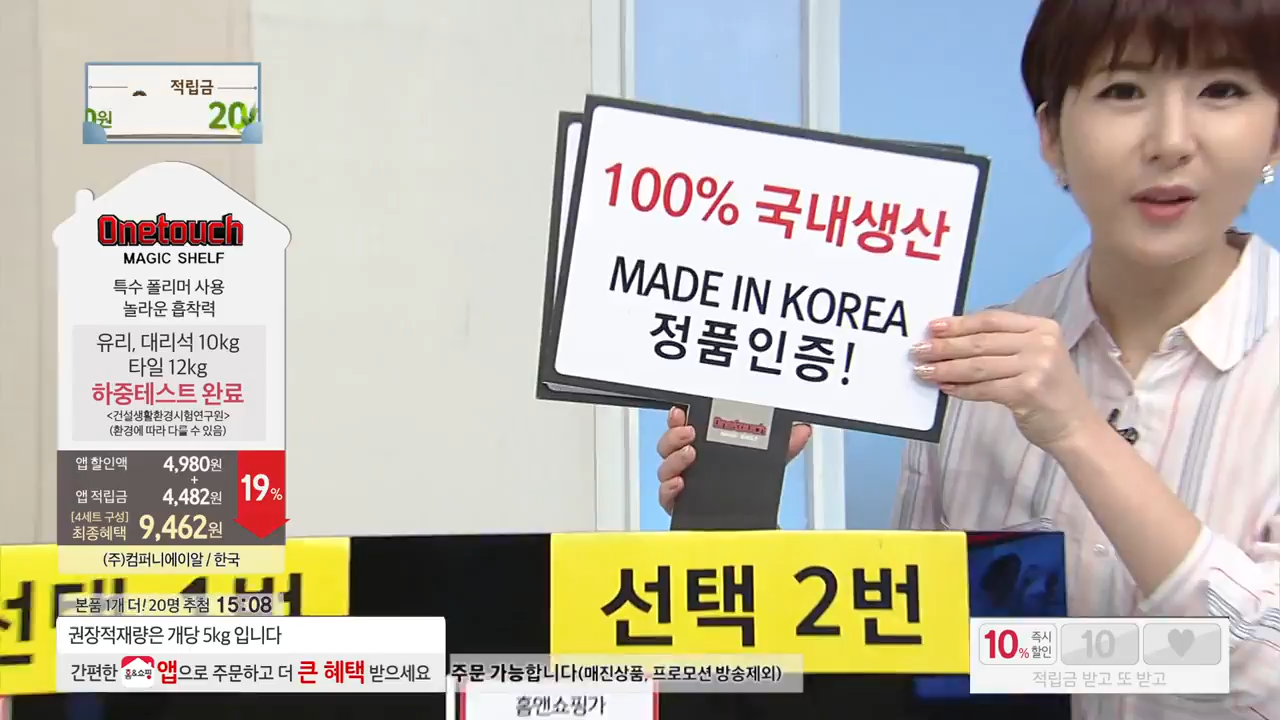 적립금
0원
20
Onetouch
MAGIC SHELF
특수 폴리머 사용
놀라운 흡착력
유리, 대리석 10kg
타일 12kg
하중테스트 완료
<건설생활환경시험연구원>
(환경에 따라 다를 수 있음)
앱 할인액 4,980원
+
앱 적립금 4,482원
19%
[4세트 구성]
최종혜택 9,462원
(주)컴퍼니에이알 / 한국
100% 국내생산
MADE IN KOREA
정품인증!
Onetouch
MAGIC SHELF
선택 1번
선택 2번
본품 1개 더! 20명 추첨 15:08
권장적재량은 개당 5kg 입니다
간편한 홈&쇼핑 앱으로 주문하고 더 큰 혜택 받으세요
주문 가능합니다(매진상품, 프로모션 방송제외)
홈앤쇼핑가
10% 즉시할인
10
적립금 받고 또 받고